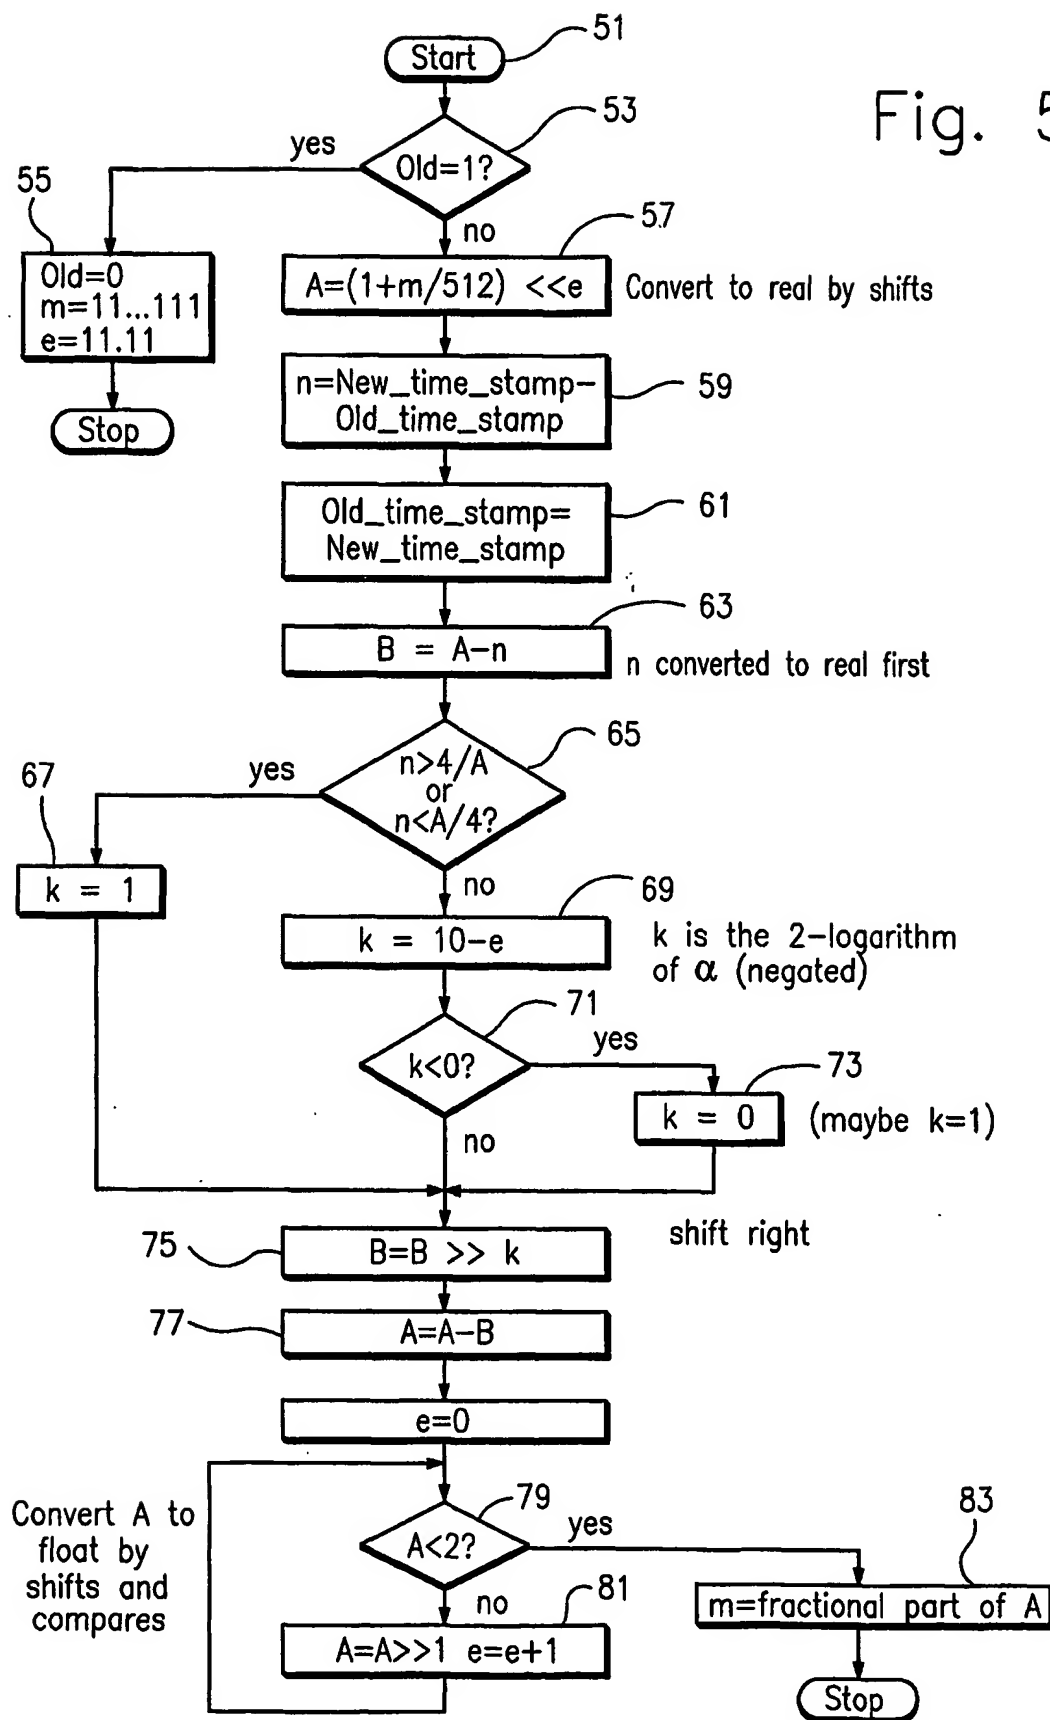 Start
51
Fig. 5
53
Old=1?
yes
no
55
Old=0
m=11...111
e=11.11
Stop
57
A=(1+m/512) <<e
Convert to real by shifts
n=New_time_stamp-
Old_time_stamp
59
Old_time_stamp=
New_time_stamp
61
63
B = A-n
n converted to real first
65
n>4/A
or
n<A/4?
yes
no
67
k = 1
69
k = 10-e
k is the 2-logarithm
of α (negated)
71
k<0?
yes
no
73
k = 0
(maybe k=1)
shift right
75
B=B >> k
77
A=A-B
e=0
Convert A to
float by
shifts and
compares
79
A<2?
yes
no
81
A=A>>1 e=e+1
83
m=fractional part of A
Stop